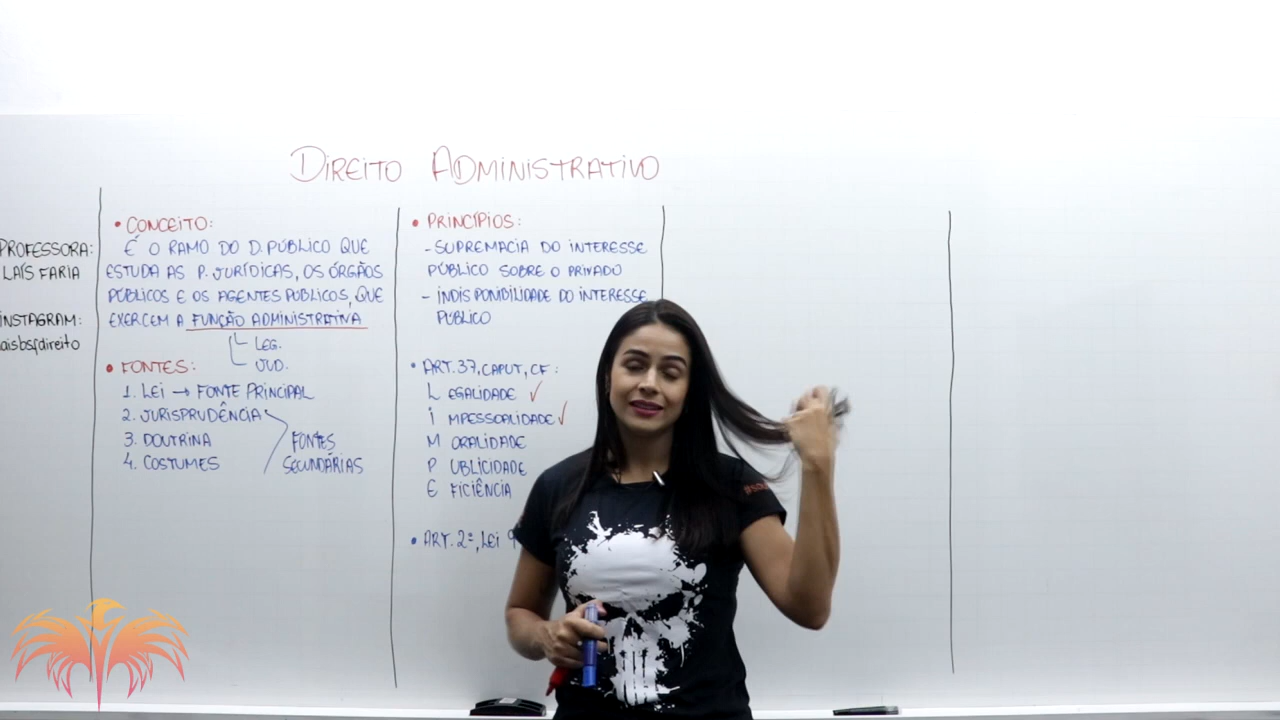 DIREITO ADMINISTRATIVO
PROFESSORA:
LAÍS FARIA
INSTAGRAM:
aisbsfdireito
• CONCEITO:
É O RAMO DO D. PÚBLICO QUE
ESTUDA AS P. JURÍDICAS, OS ÓRGÃOS
PÚBLICOS E OS AGENTES PÚBLICOS, QUE
EXERCEM A FUNÇÃO ADMINISTRATIVA
LEG.
JUD.
• FONTES:
1. LEI → FONTE PRINCIPAL
2. JURISPRUDÊNCIA
3. DOUTRINA
4. COSTUMES
FONTES
SECUNDÁRIAS
• PRINCÍPIOS:
- SUPREMACIA DO INTERESSE
PÚBLICO SOBRE O PRIVADO
- INDISPONIBILIDADE DO INTERESSE
PÚBLICO
• ART. 37, CAPUT, CF:
L EGALIDADE ✓
I MPESSOALIDADE ✓
M ORALIDADE
P UBLICIDADE
E FICIÊNCIA
• ART. 2º, LEI 9